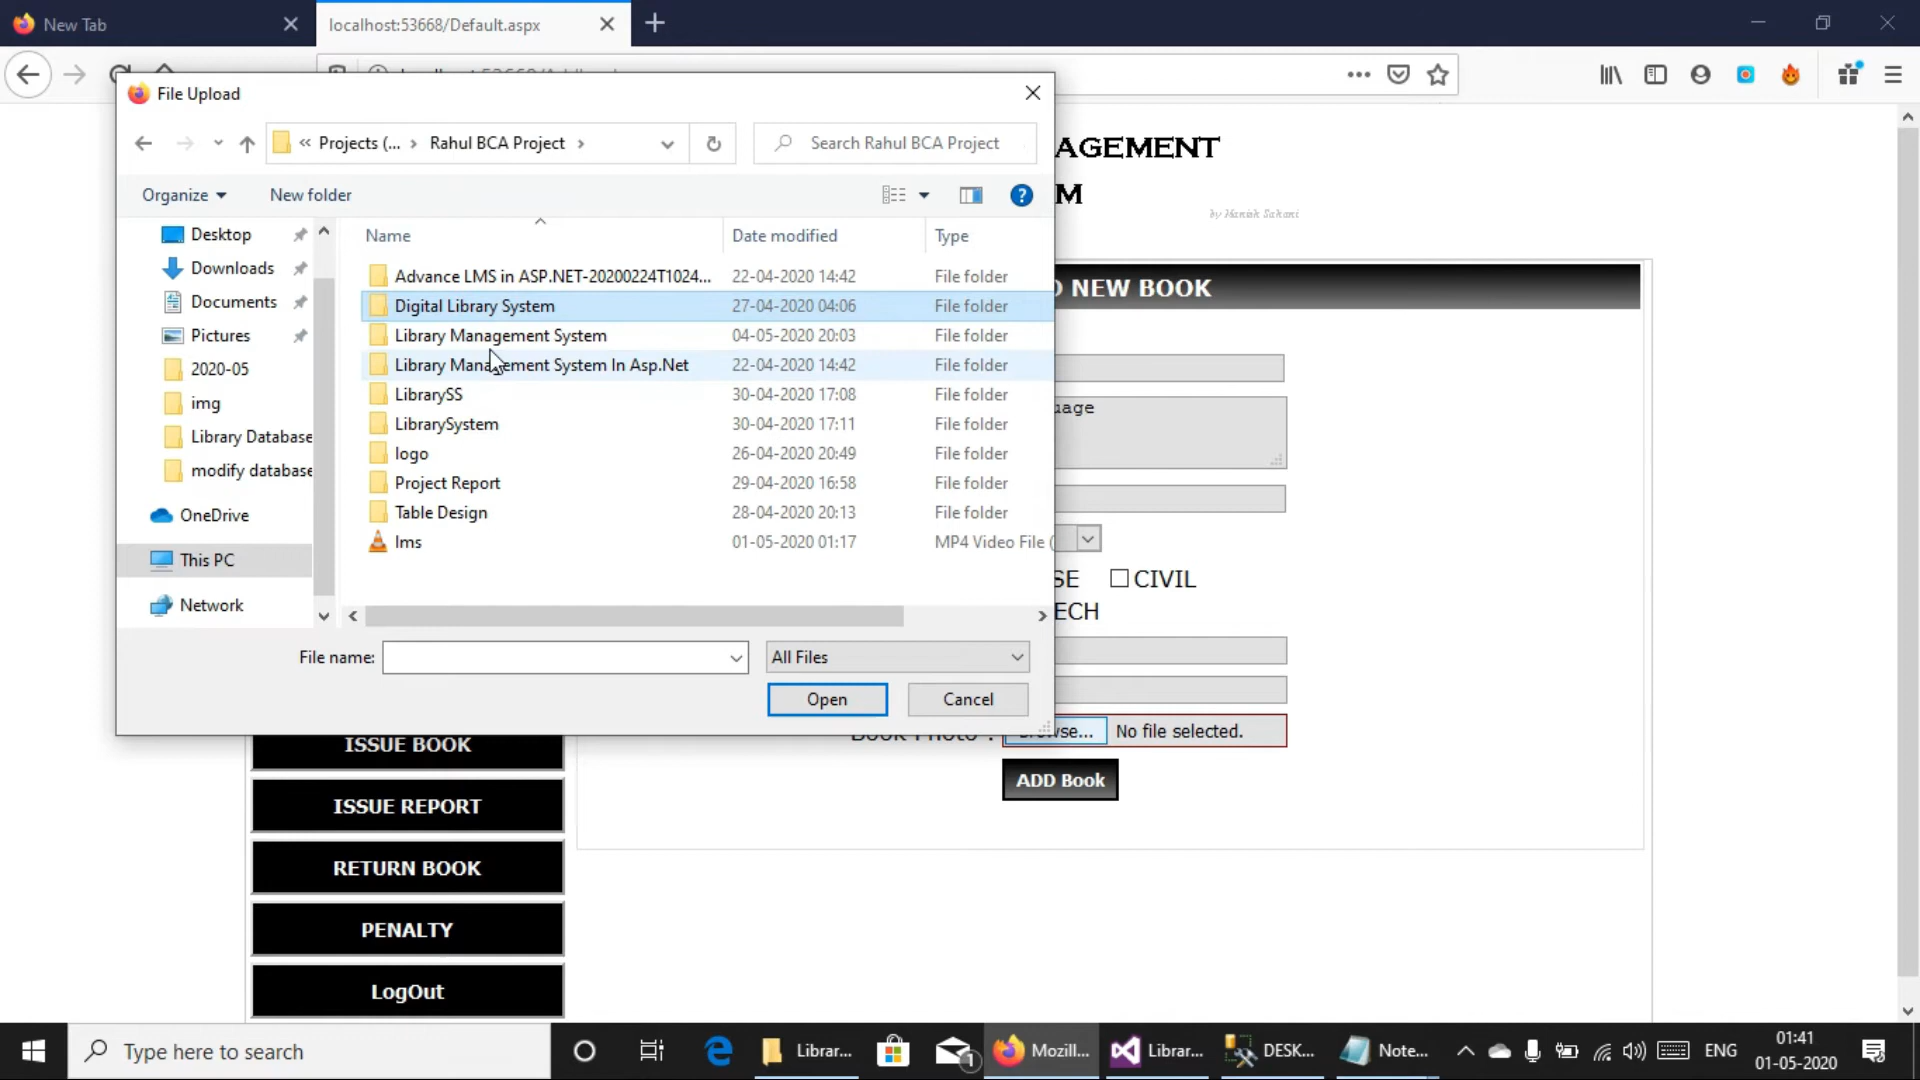 New Tab
localhost:53668/Default.aspx
File Upload
« Projects (... > Rahul BCA Project >
Search Rahul BCA Project
AGEMENT
M
by Manish Sahani
Organize
New folder
Desktop
Downloads
Documents
Pictures
2020-05
img
Library Database
modify database
OneDrive
This PC
Network
Name Date modified Type
Advance LMS in ASP.NET-20200224T1024... 22-04-2020 14:42 File folder
Digital Library System 27-04-2020 04:06 File folder
Library Management System 04-05-2020 20:03 File folder
Library Management System In Asp.Net 22-04-2020 14:42 File folder
LibrarySS 30-04-2020 17:08 File folder
LibrarySystem 30-04-2020 17:11 File folder
logo 26-04-2020 20:49 File folder
Project Report 29-04-2020 16:58 File folder
Table Design 28-04-2020 20:13 File folder
lms 01-05-2020 01:17 MP4 Video File (
File name:
All Files
Open
Cancel
NEW BOOK
uage
SE
CIVIL
ECH
Book Photo :
Browse...
No file selected.
ADD Book
ISSUE BOOK
ISSUE REPORT
RETURN BOOK
PENALTY
LogOut
Type here to search
Librar...
1
Mozill...
Librar...
DESK...
Note...
ENG
01:41
01-05-2020